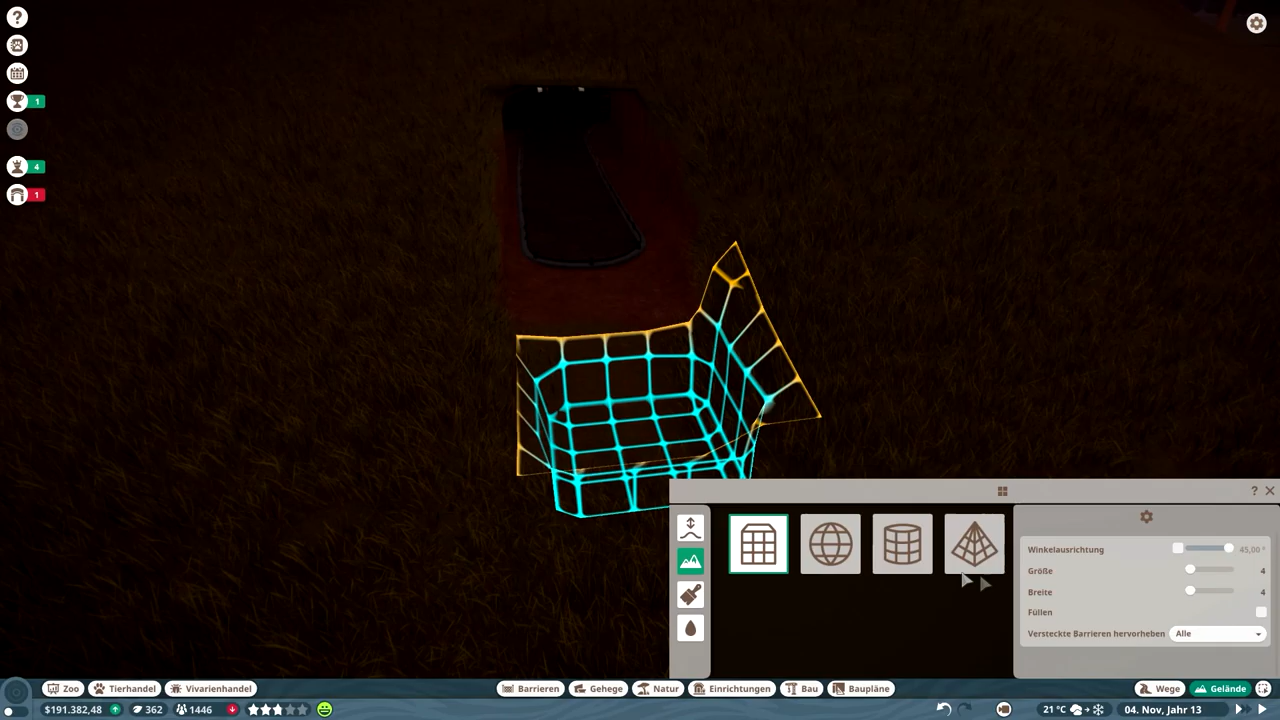 ?
1
4
1
? ×
Winkelausrichtung 45,00 °
Größe 4
Breite 4
Füllen
Versteckte Barrieren hervorheben Alle
Zoo Tierhandel Vivarienhandel Barrieren Gehege Natur Einrichtungen Bau Baupläne Wege Gelände
$191.382,48 362 1446 21 °C 04. Nov, Jahr 13